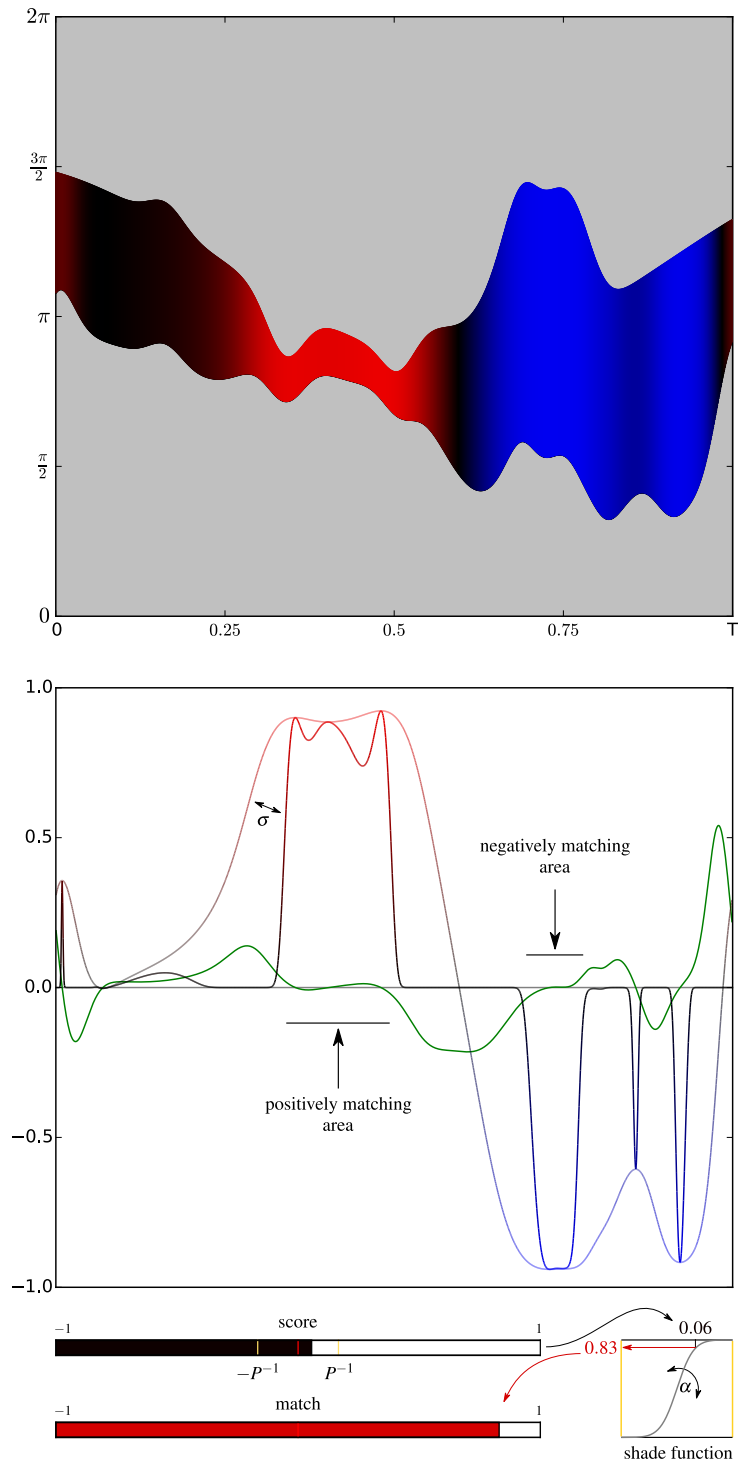 2π
3π/2
π
π/2
0
0 0.25 0.5 0.75 T
1.0
0.5
0.0
−0.5
−1.0
σ
negatively matching
area
positively matching
area
score
−1 1
−P⁻¹ P⁻¹
0.06
0.83
α
match
−1 1
shade function